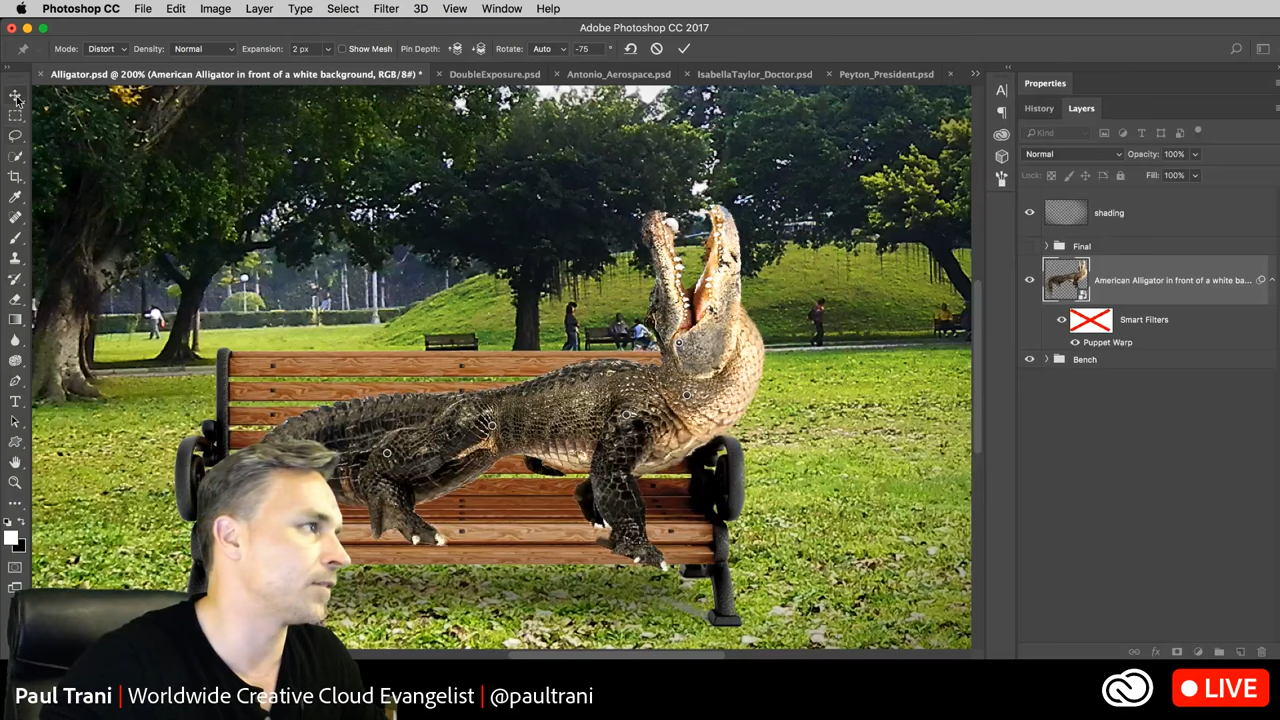 Photoshop CC File Edit Image Layer Type Select Filter 3D View Window Help
Adobe Photoshop CC 2017
Mode: Distort Density: Normal Expansion: 2 px Show Mesh Pin Depth: Rotate: Auto -75 °
Alligator.psd @ 200% (American Alligator in front of a white background, RGB/8#) * DoubleExposure.psd Antonio_Aerospace.psd IsabellaTaylor_Doctor.psd Peyton_President.psd
Properties
History Layers
Kind
Normal Opacity: 100%
Lock: Fill: 100%
shading
Final
American Alligator in front of a white ba...
Smart Filters
Puppet Warp
Bench
Paul Trani | Worldwide Creative Cloud Evangelist | @paultrani
LIVE